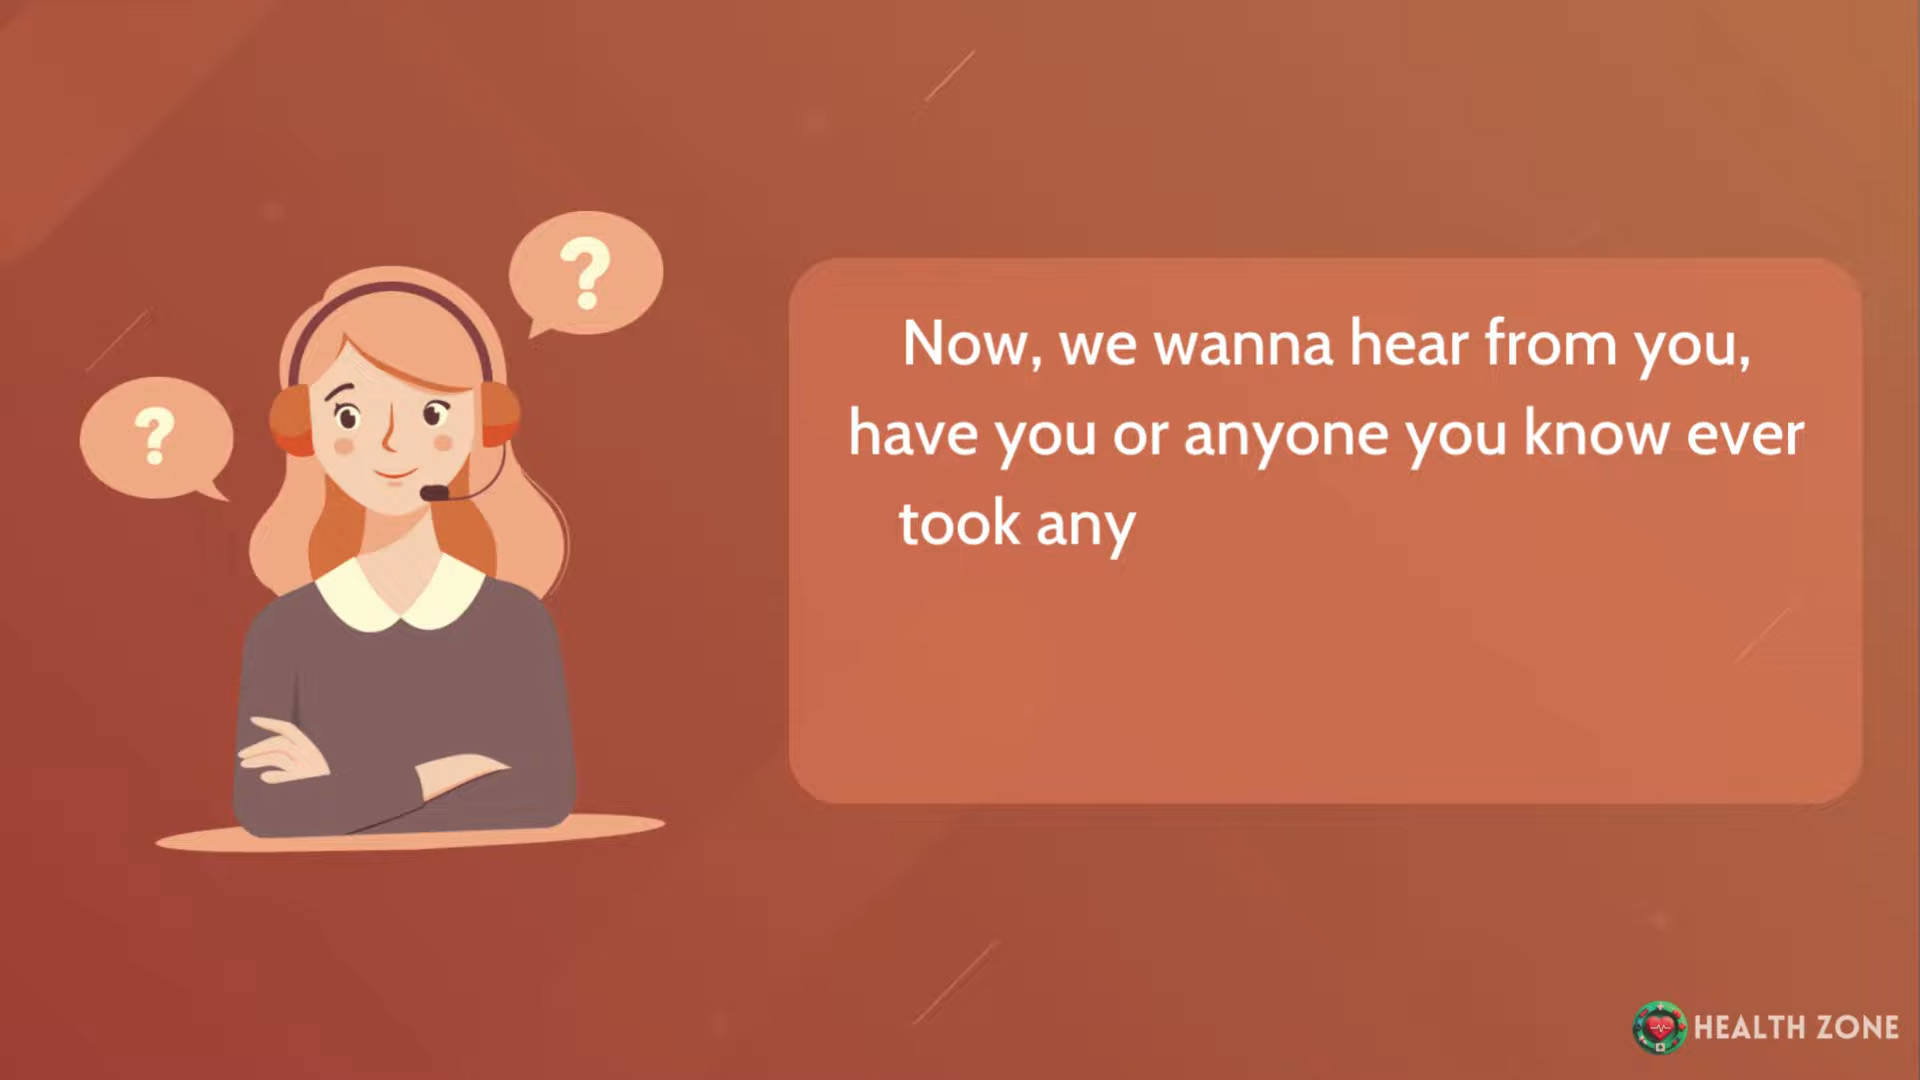 ?
?
Now, we wanna hear from you,
have you or anyone you know ever
took any
HEALTH ZONE